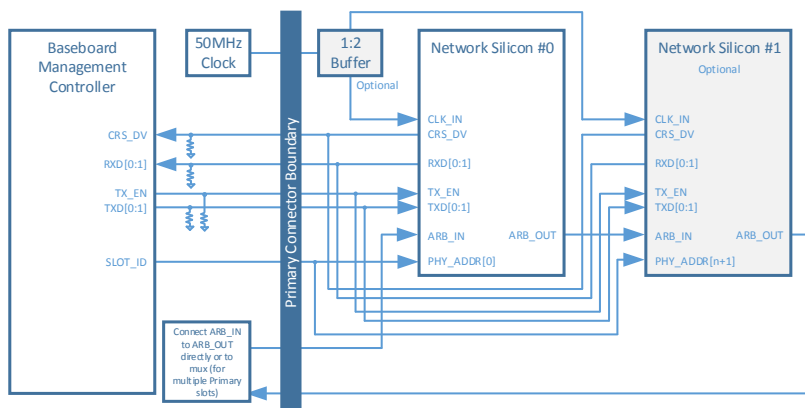 Baseboard
Management
Controller
CRS_DV
RXD[0:1]
TX_EN
TXD[0:1]
SLOT_ID
50MHz
Clock
Connect ARB_IN
to ARB_OUT
directly or to
mux (for
multiple Primary
slots)
Primary Connector Boundary
1:2
Buffer
Optional
Network Silicon #0
CLK_IN
CRS_DV
RXD[0:1]
TX_EN
TXD[0:1]
ARB_IN
ARB_OUT
PHY_ADDR[0]
Network Silicon #1
Optional
CLK_IN
CRS_DV
RXD[0:1]
TX_EN
TXD[0:1]
ARB_IN
ARB_OUT
PHY_ADDR[n+1]